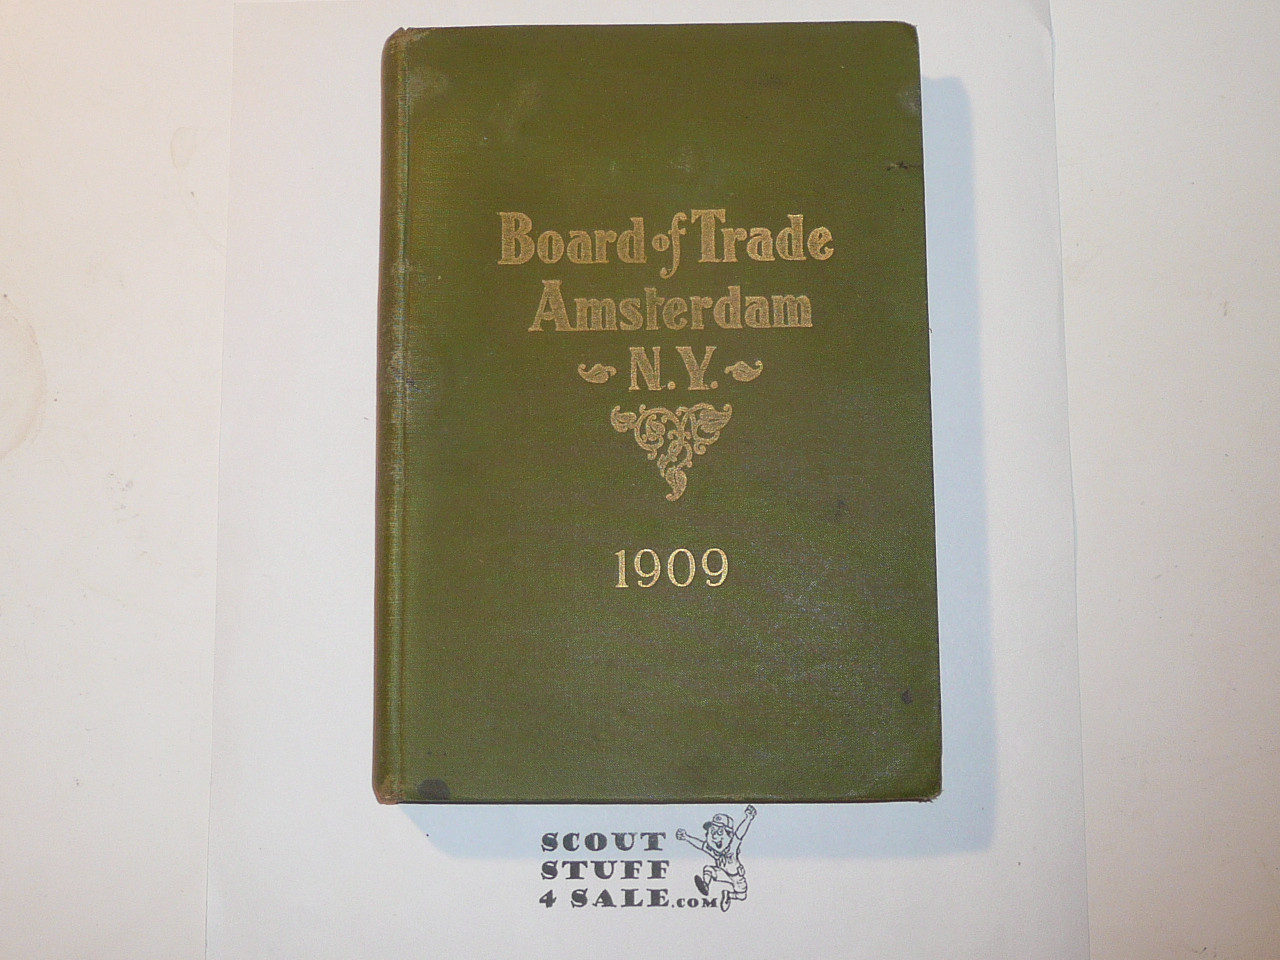 Board of Trade
Amsterdam
N.Y.
1909
SCOUT
STUFF
4 SALE.COM